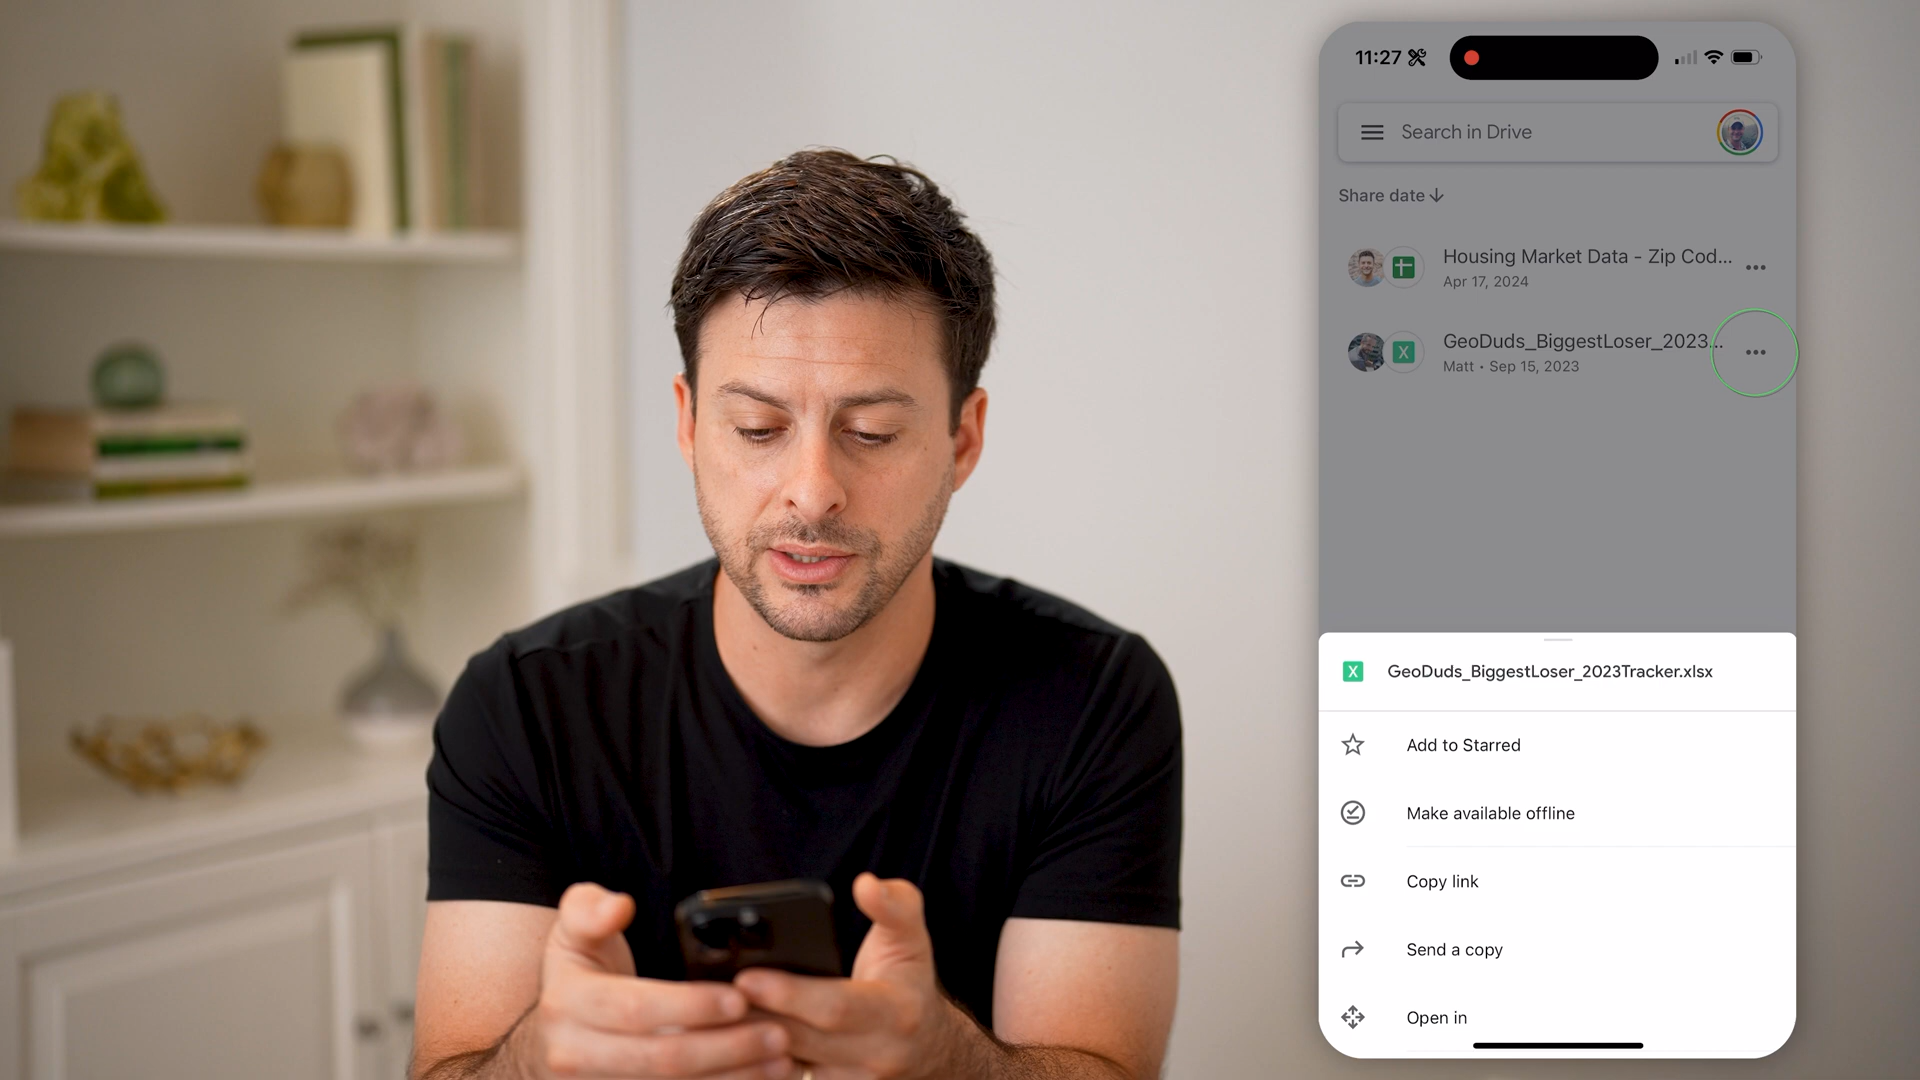 11:27
Search in Drive
Share date
Housing Market Data - Zip Cod...
Apr 17, 2024
GeoDuds_BiggestLoser_2023...
Matt • Sep 15, 2023
X
GeoDuds_BiggestLoser_2023Tracker.xlsx
X
Add to Starred
Make available offline
Copy link
Send a copy
Open in